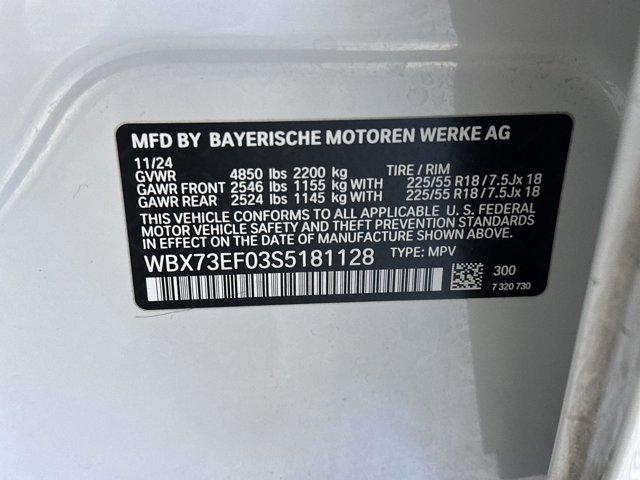 MFD BY BAYERISCHE MOTOREN WERKE AG
11/24
GVWR 4850 lbs 2200 kg TIRE / RIM
GAWR FRONT 2546 lbs 1155 kg WITH 225/55 R18 / 7.5Jx 18
GAWR REAR 2524 lbs 1145 kg WITH 225/55 R18 / 7.5Jx 18
THIS VEHICLE CONFORMS TO ALL APPLICABLE U. S. FEDERAL
MOTOR VEHICLE SAFETY AND THEFT PREVENTION STANDARDS
IN EFFECT ON THE DATE OF MANUFACTURE SHOWN ABOVE.
WBX73EF03S5181128 TYPE: MPV
300
7 320 730